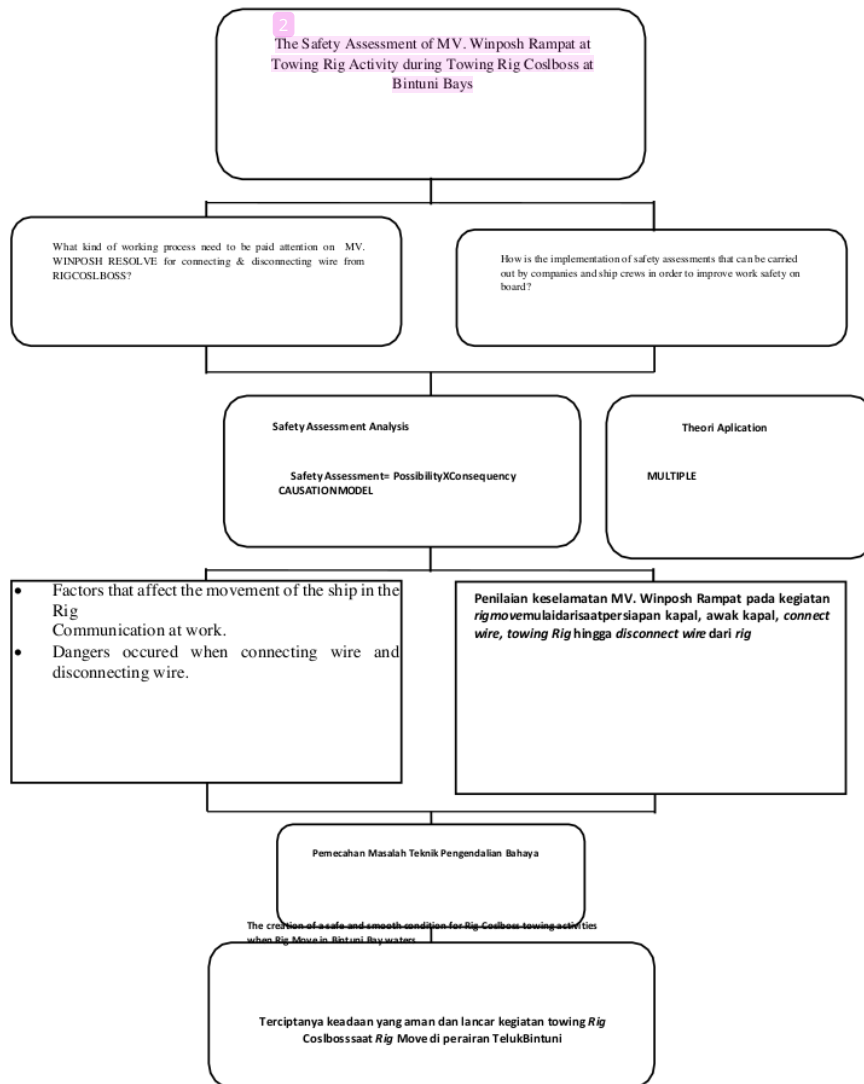 2
The Safety Assessment of MV. Winposh Rampat at
Towing Rig Activity during Towing Rig Coslboss at
Bintuni Bays
What kind of working process need to be paid attention on MV.
WINPOSH RESOLVE for connecting & disconnecting wire from
RIGCOSLBOSS?
How is the implementation of safety assessments that can be carried
out by companies and ship crews in order to improve work safety on
board?
Safety Assessment Analysis
Safety Assessment= PossibilityXConsequency
CAUSATIONMODEL
Theori Aplication
MULTIPLE
• Factors that affect the movement of the ship in the
Rig
Communication at work.
• Dangers occured when connecting wire and
disconnecting wire.
Penilaian keselamatan MV. Winposh Rampat pada kegiatan
rigmovemulaidarisaatpersiapan kapal, awak kapal, connect
wire, towing Rig hingga disconnect wire dari rig
Pemecahan Masalah Teknik Pengendalian Bahaya
The creation of a safe and smooth condition for Rig Coslboss towing activities
when Rig Move in Bintuni Bay waters
Terciptanya keadaan yang aman dan lancar kegiatan towing Rig
Coslbosssaat Rig Move di perairan TelukBintuni